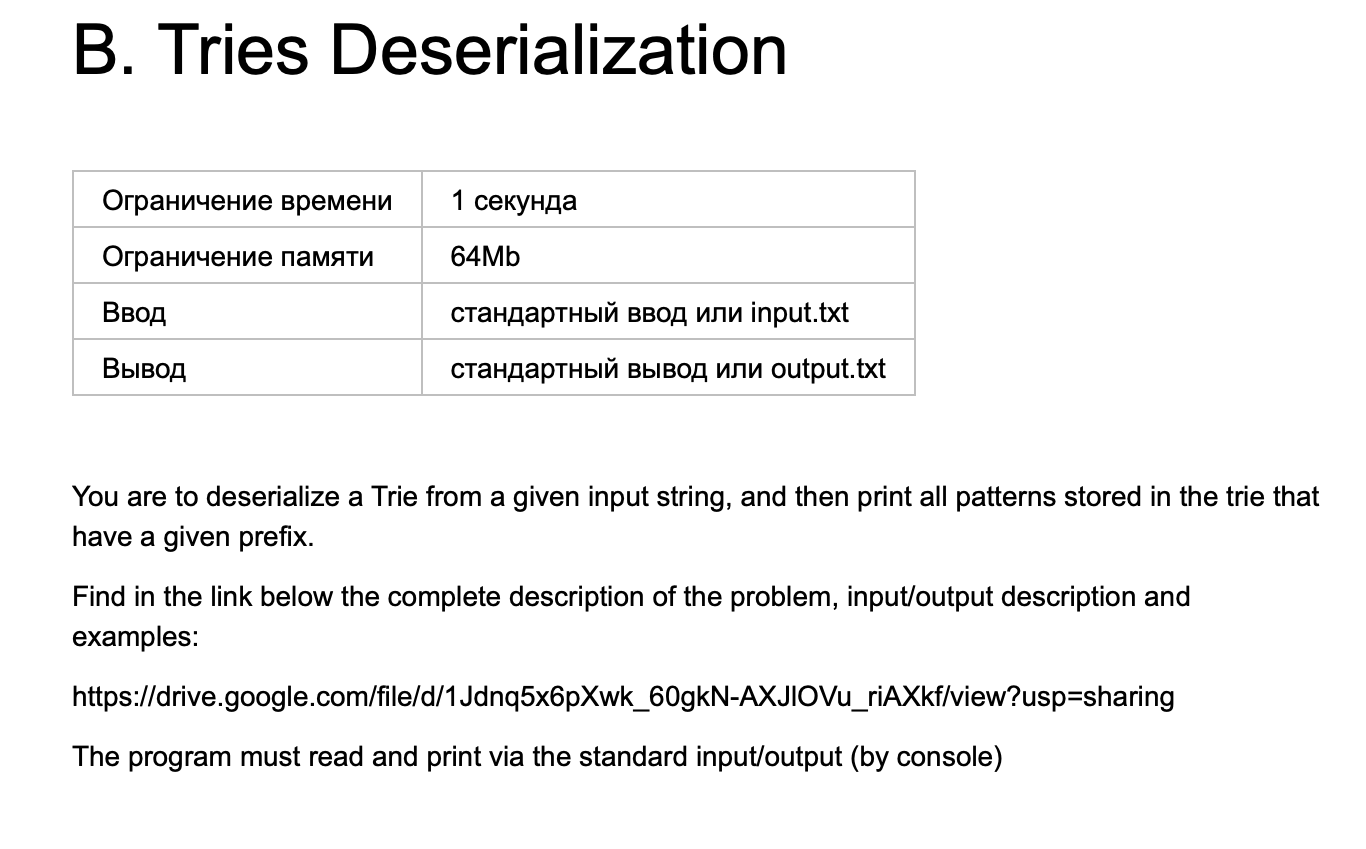 B. Tries Deserialization
Ограничение времени 1 секунда
Ограничение памяти 64Mb
Ввод стандартный ввод или input.txt
Вывод стандартный вывод или output.txt
You are to deserialize a Trie from a given input string, and then print all patterns stored in the trie that
have a given prefix.
Find in the link below the complete description of the problem, input/output description and
examples:
https://drive.google.com/file/d/1Jdnq5x6pXwk_60gkN-AXJlOVu_riAXkf/view?usp=sharing
The program must read and print via the standard input/output (by console)